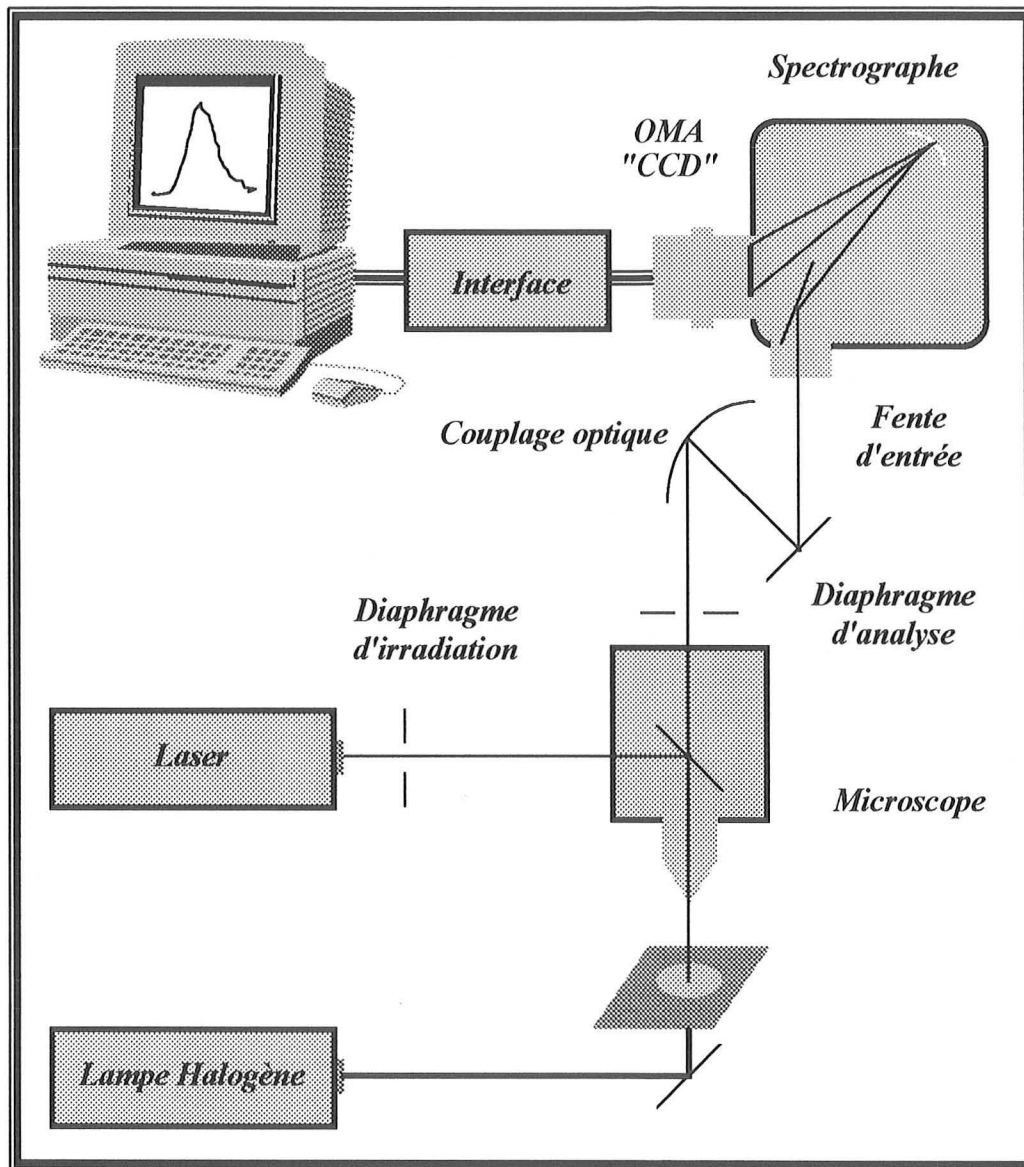 Spectrographe
OMA
"CCD"
Interface
Couplage optique
Fente
d'entrée
Diaphragme
d'irradiation
Diaphragme
d'analyse
Laser
Microscope
Lampe Halogène